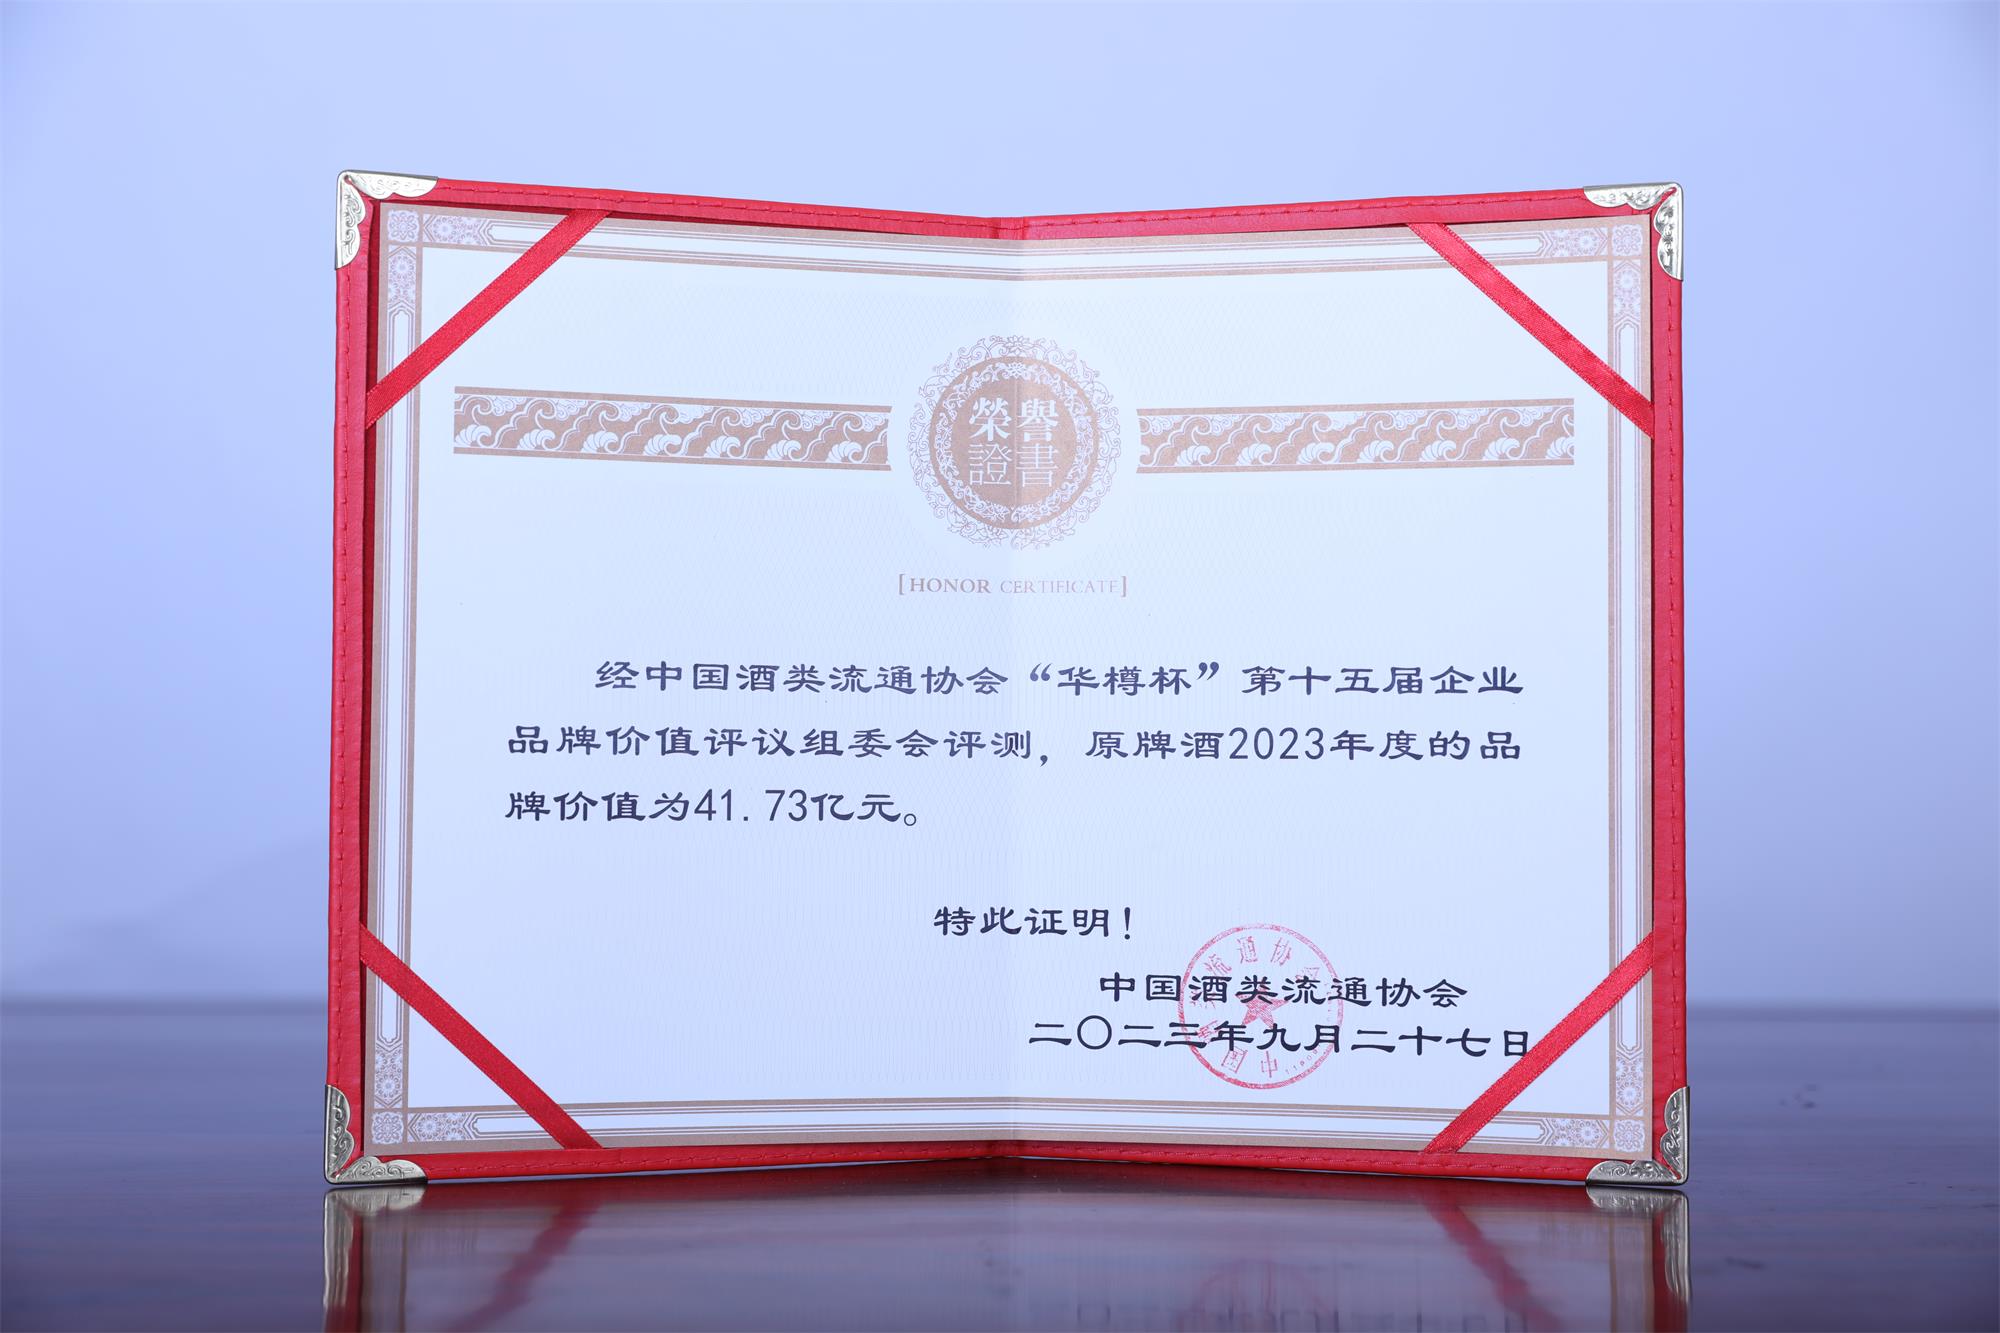 榮譽
證書
[HONOR CERTIFICATE]
经中国酒类流通协会“华樽杯”第十五届企业
品牌价值评议组委会评测，原牌酒2023年度的品
牌价值为41.73亿元。
特此证明！
中国酒类流通协会
二〇二三年九月二十七日